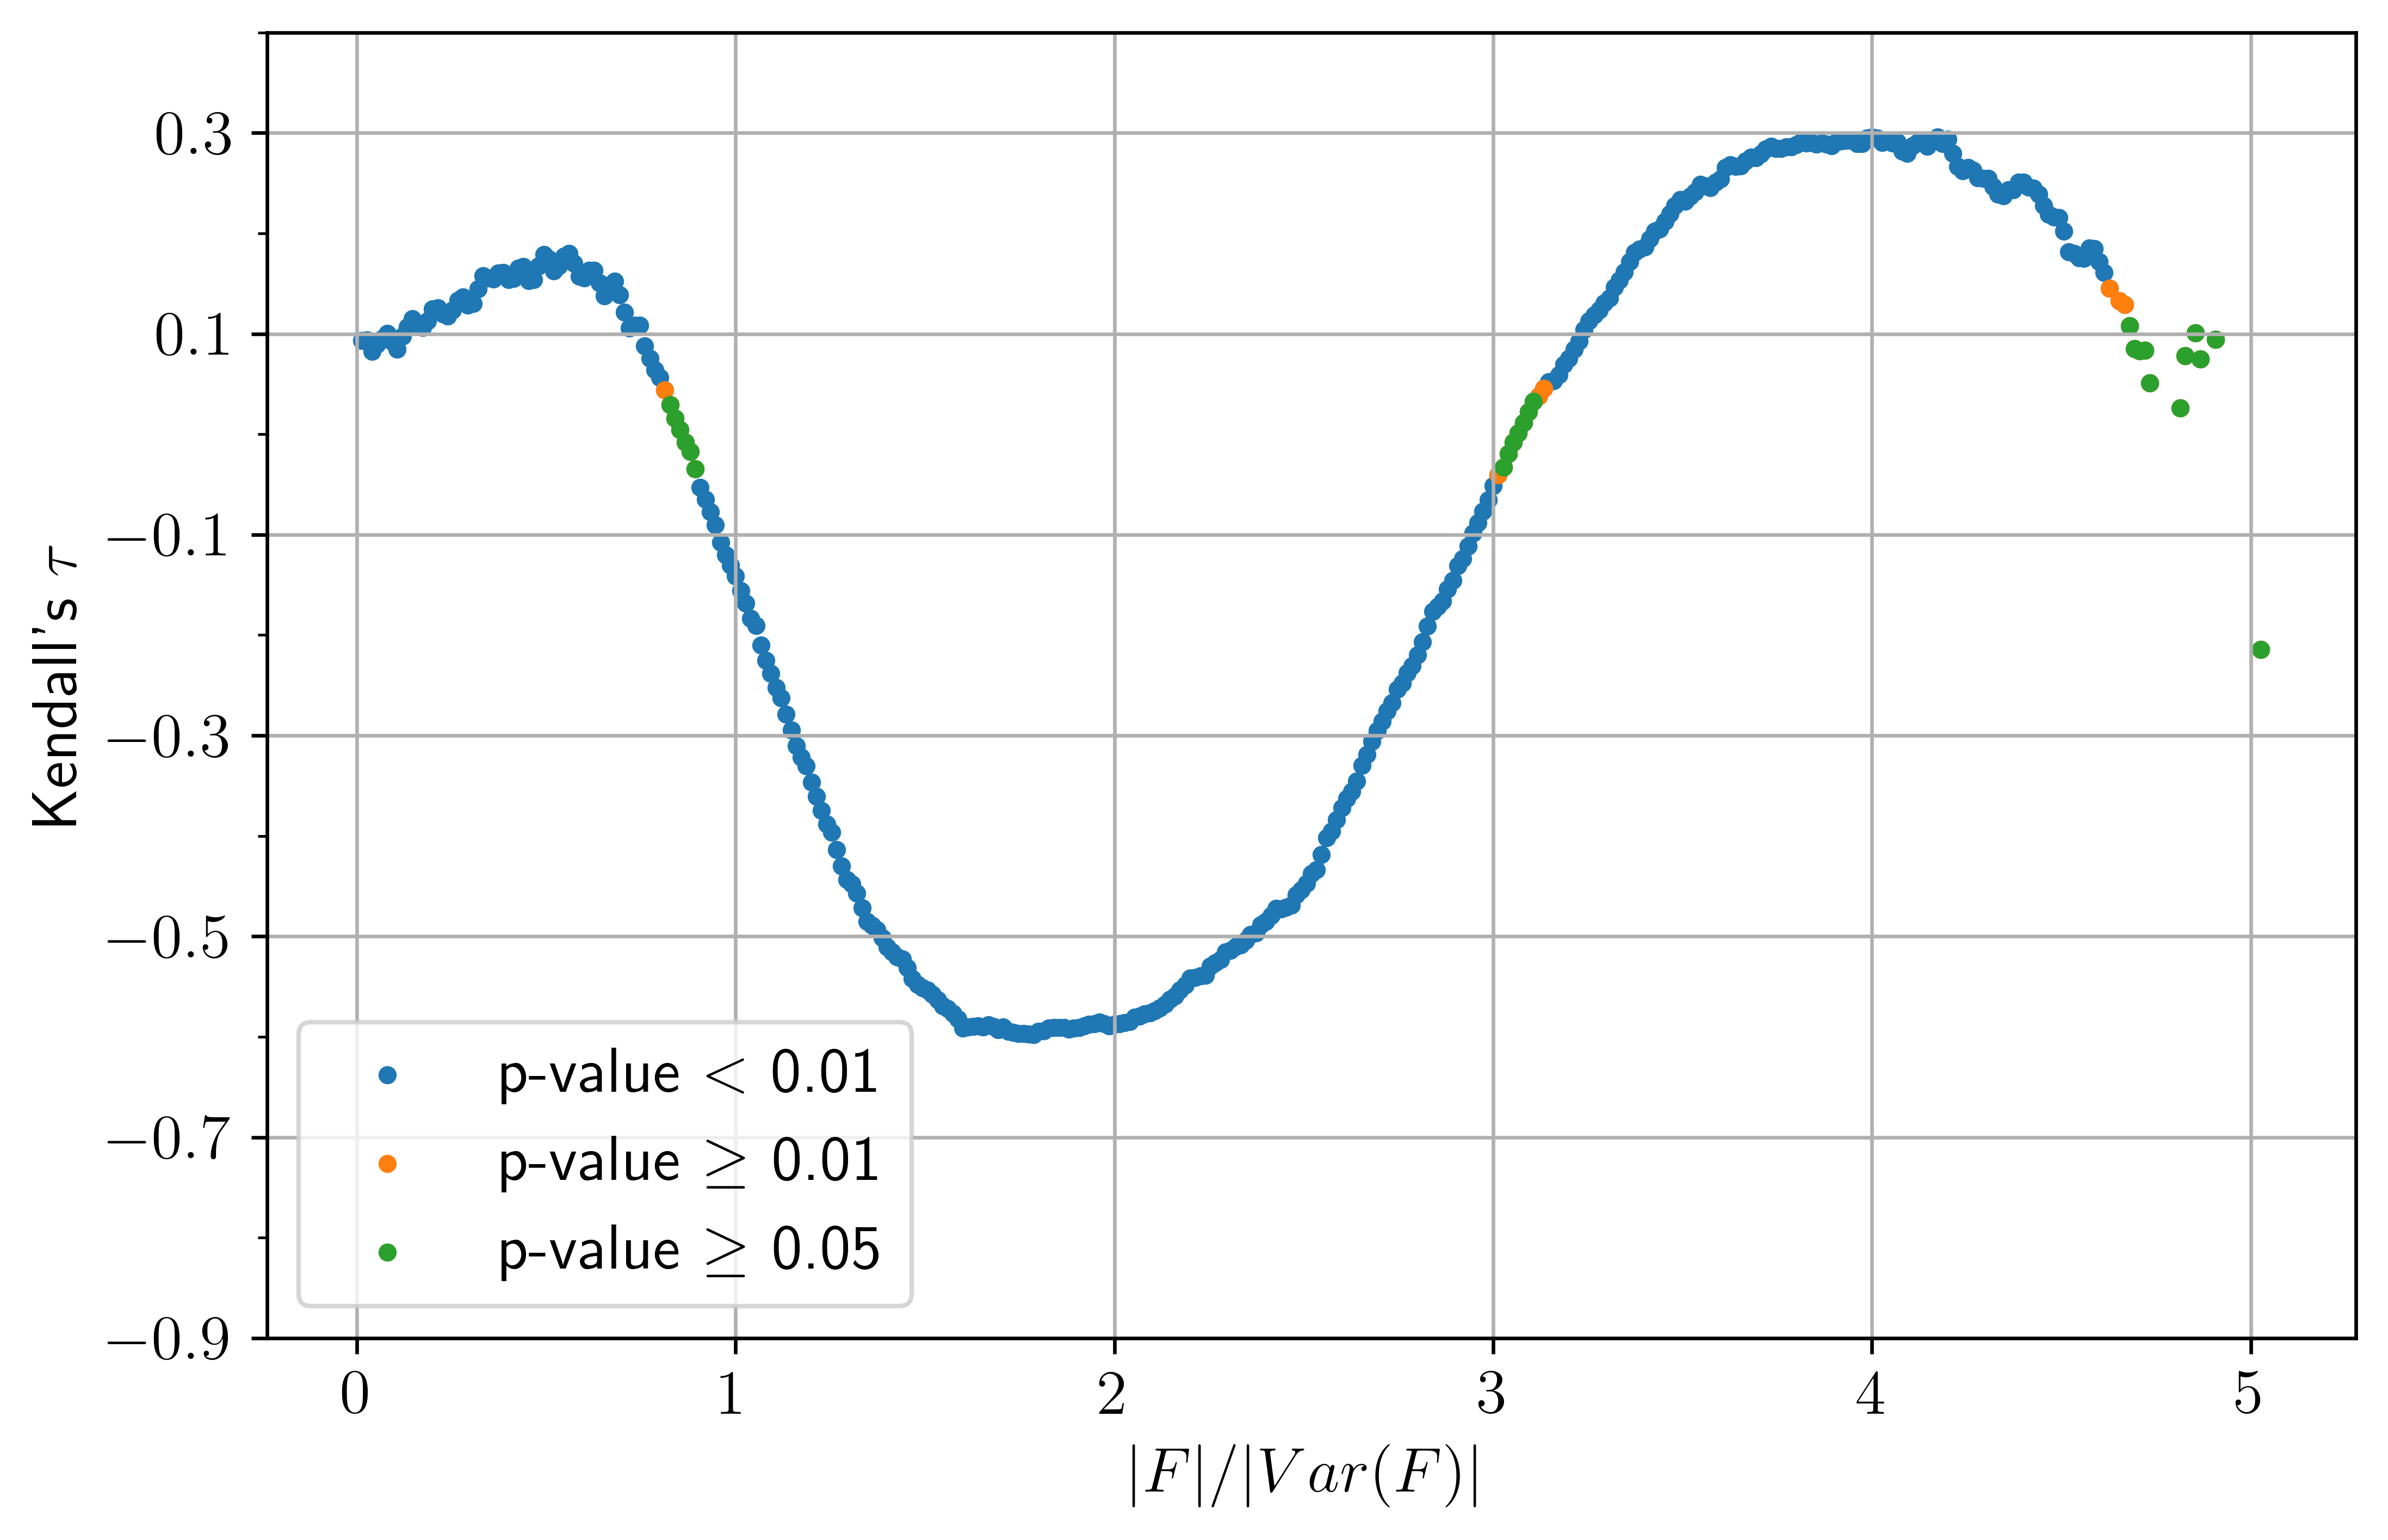 Kendall's τ
0.3
0.1
−0.1
−0.3
−0.5
−0.7
−0.9
p-value < 0.01
p-value ≥ 0.01
p-value ≥ 0.05
0 1 2 3 4 5
|F|/|Var(F)|